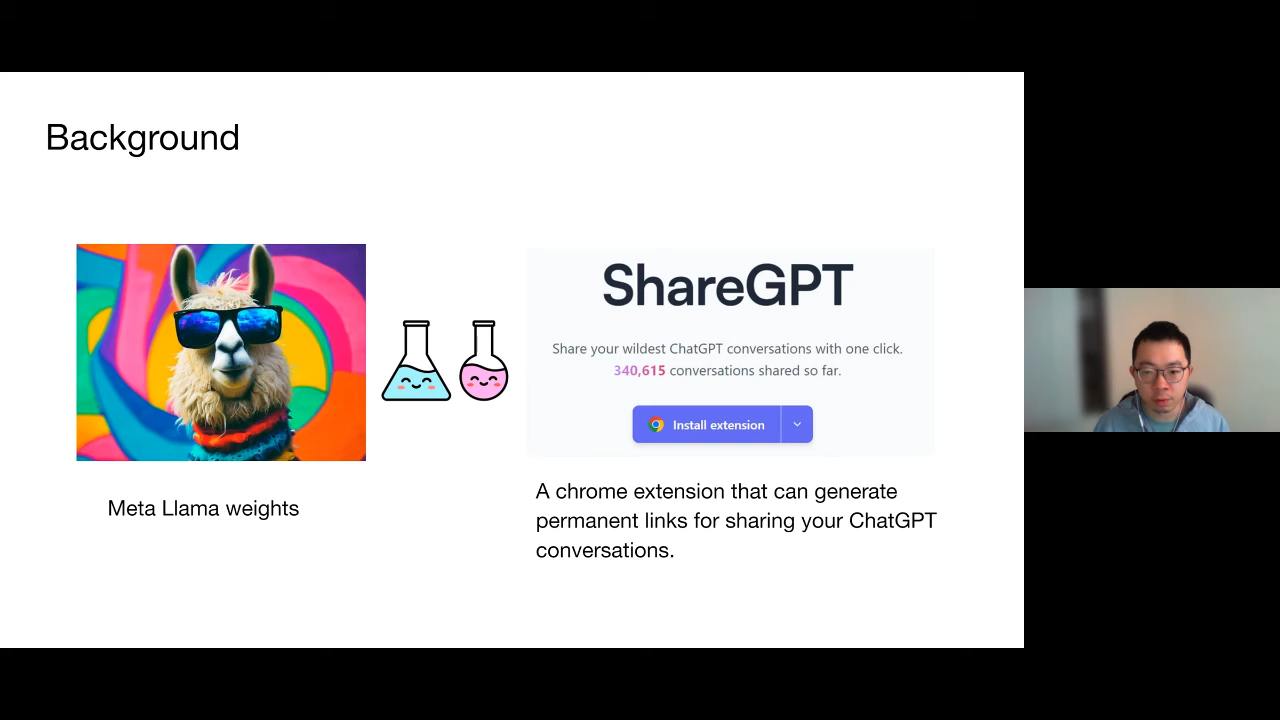 Background
ShareGPT
Share your wildest ChatGPT conversations with one click.
340,615 conversations shared so far.
Install extension
Meta Llama weights
A chrome extension that can generate
permanent links for sharing your ChatGPT
conversations.